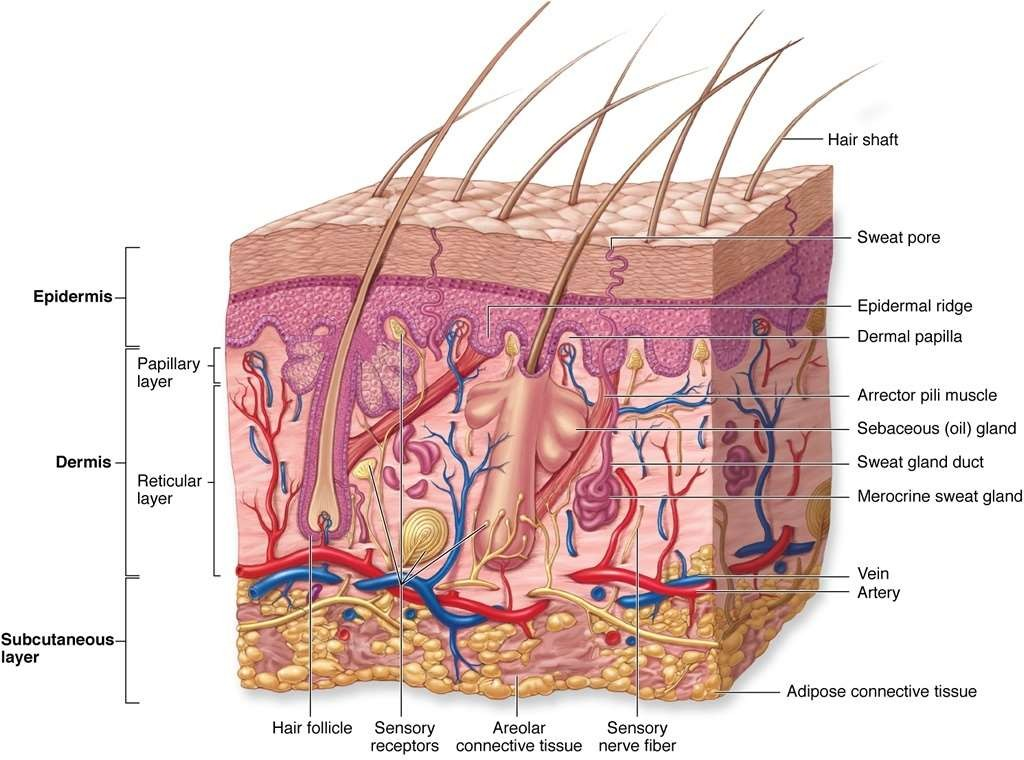 Hair shaft
Sweat pore
Epidermal ridge
Dermal papilla
Arrector pili muscle
Sebaceous (oil) gland
Sweat gland duct
Merocrine sweat gland
Vein
Artery
Adipose connective tissue
Epidermis
Papillary
layer
Dermis
Reticular
layer
Subcutaneous
layer
Hair follicle
Sensory
receptors
Areolar
connective tissue
Sensory
nerve fiber